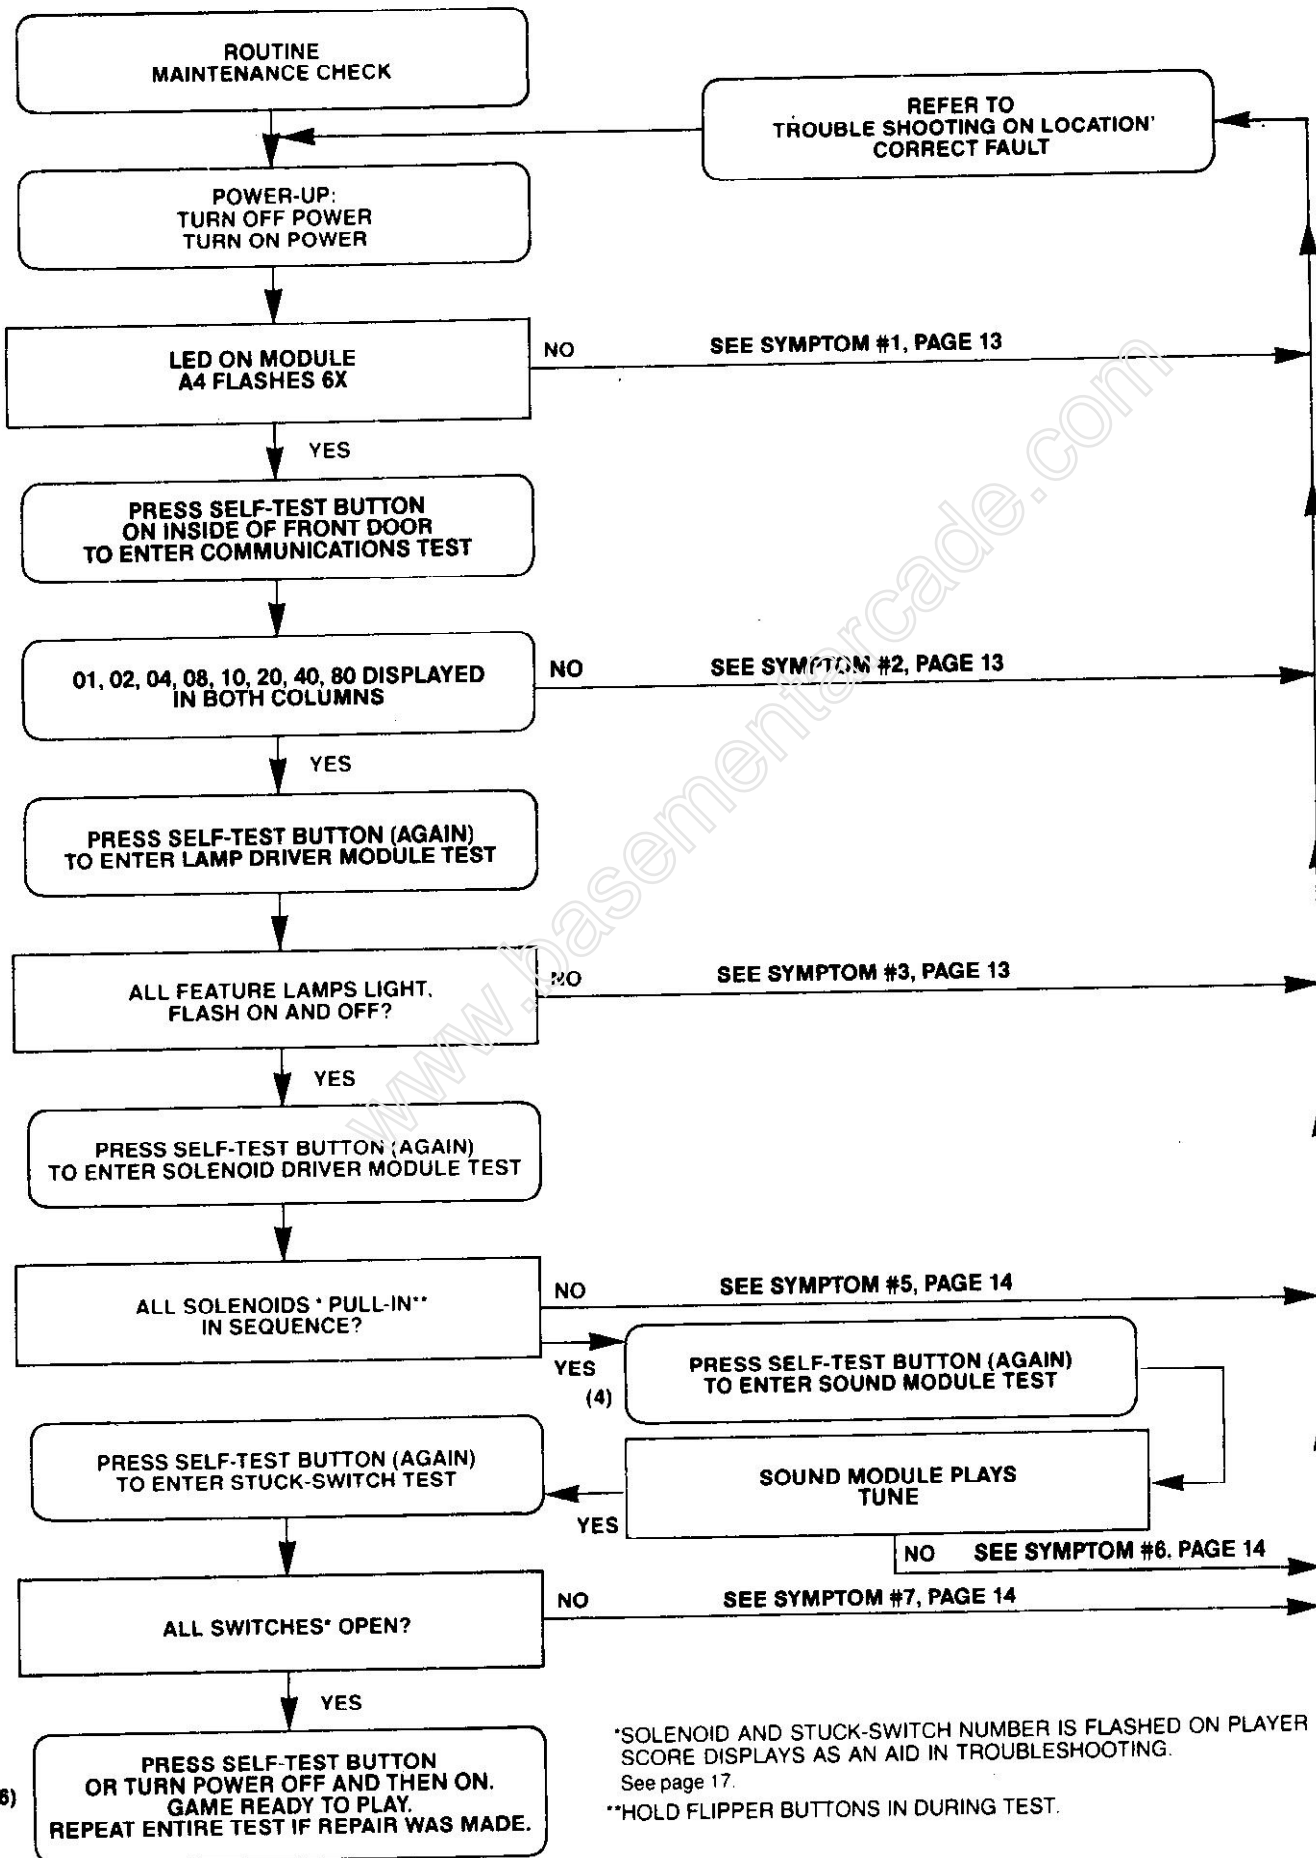 ROUTINE
MAINTENANCE CHECK
REFER TO
TROUBLE SHOOTING ON LOCATION'
CORRECT FAULT
POWER-UP:
TURN OFF POWER
TURN ON POWER
LED ON MODULE
A4 FLASHES 6X
NO
SEE SYMPTOM #1, PAGE 13
YES
PRESS SELF-TEST BUTTON
ON INSIDE OF FRONT DOOR
TO ENTER COMMUNICATIONS TEST
01, 02, 04, 08, 10, 20, 40, 80 DISPLAYED
IN BOTH COLUMNS
NO
SEE SYMPTOM #2, PAGE 13
YES
PRESS SELF-TEST BUTTON (AGAIN)
TO ENTER LAMP DRIVER MODULE TEST
ALL FEATURE LAMPS LIGHT,
FLASH ON AND OFF?
NO
SEE SYMPTOM #3, PAGE 13
YES
PRESS SELF-TEST BUTTON (AGAIN)
TO ENTER SOLENOID DRIVER MODULE TEST
ALL SOLENOIDS * PULL-IN**
IN SEQUENCE?
NO
SEE SYMPTOM #5, PAGE 14
YES
(4)
PRESS SELF-TEST BUTTON (AGAIN)
TO ENTER SOUND MODULE TEST
SOUND MODULE PLAYS
TUNE
YES
NO
SEE SYMPTOM #6. PAGE 14
PRESS SELF-TEST BUTTON (AGAIN)
TO ENTER STUCK-SWITCH TEST
ALL SWITCHES* OPEN?
NO
SEE SYMPTOM #7, PAGE 14
YES
6)
PRESS SELF-TEST BUTTON
OR TURN POWER OFF AND THEN ON.
GAME READY TO PLAY.
REPEAT ENTIRE TEST IF REPAIR WAS MADE.
*SOLENOID AND STUCK-SWITCH NUMBER IS FLASHED ON PLAYER
SCORE DISPLAYS AS AN AID IN TROUBLESHOOTING.
See page 17.
**HOLD FLIPPER BUTTONS IN DURING TEST.
www.basementarcade.com